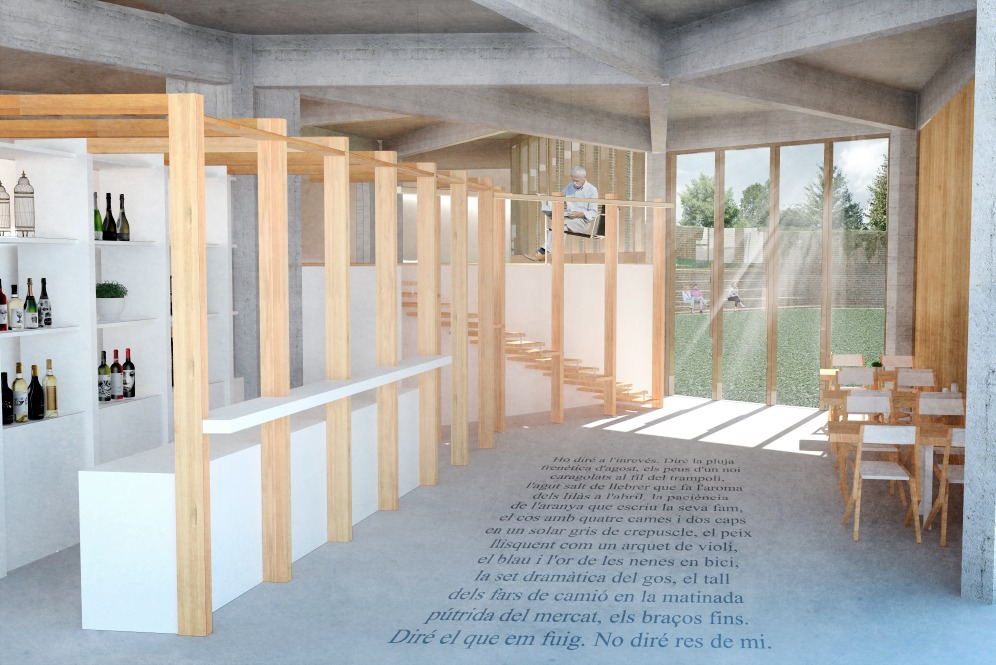 Ho diré a l'inrevés. Diré la pluja
frenètica d'agost, els peus d'un noi
caragolats al fil del trampolí,
l'agut salt de llebrer que fa l'aroma
dels lilàs a l'abril, la paciència
de l'aranya que escriu la seva fam,
el cos amb quatre cames i dos caps
en un solar gris de crepuscle, el peix
llisquent com un arquet de violí,
el blau i l'or de les nenes en bici,
la set dramàtica del gos, el tall
dels fars de camió en la matinada
pútrida del mercat, els braços fins.
Diré el que em fuig. No diré res de mi.